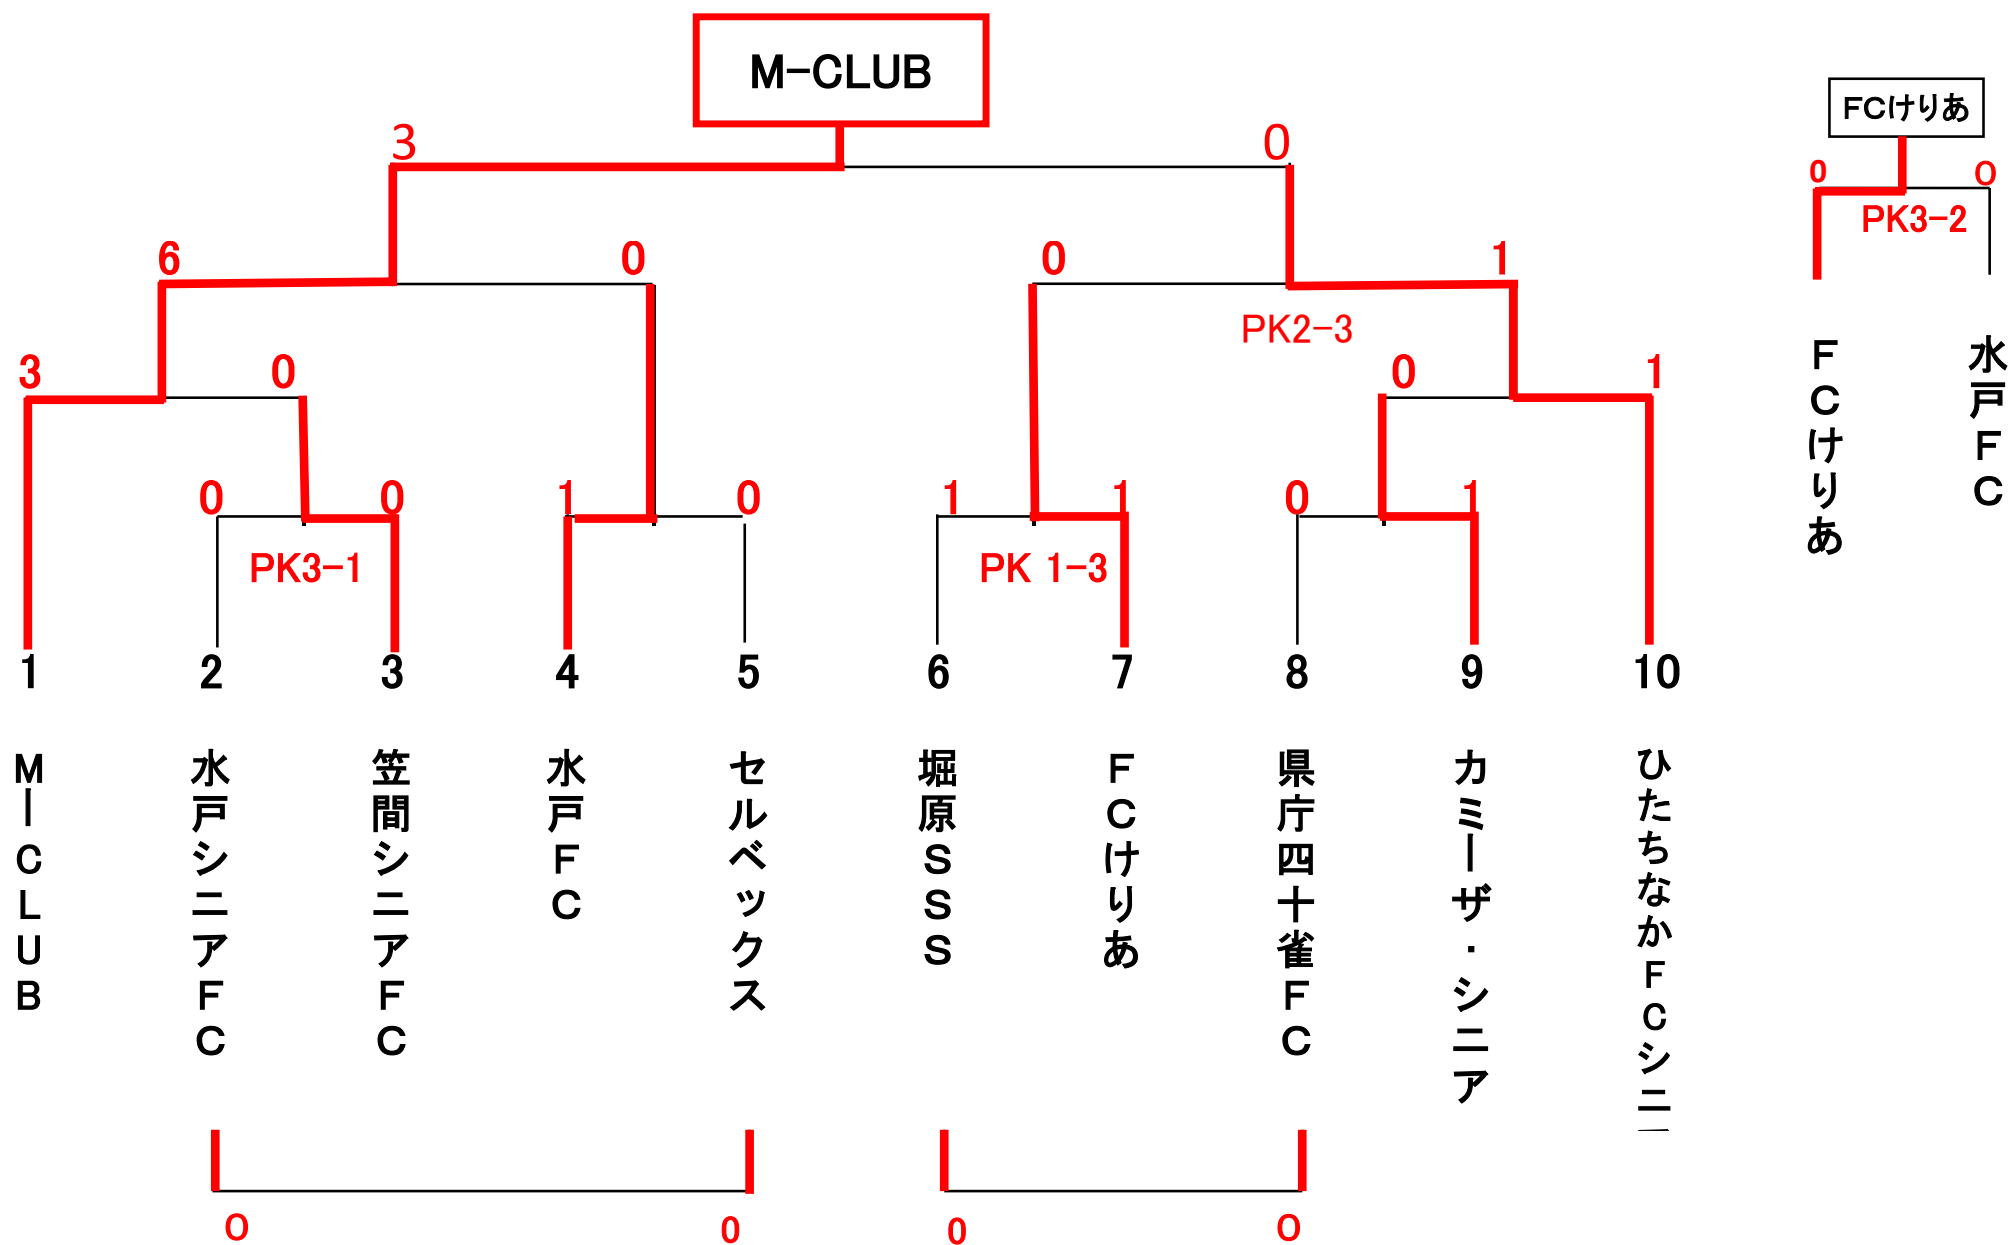 M-CLUB
FCけりあ
3 0
0 0
PK3-2
6 0 0 1
PK2-3
3 0 0 1
0 0 1 0 1 1 0 1
PK3-1 PK 1-3
1 2 3 4 5 6 7 8 9 10
MーCLUB
水戸シニアFC
笠間シニアFC
水戸FC
セルベックス
堀原SSS
FCけりあ
県庁四十雀FC
カミーザ・シニア
ひたちなかFCシニ
FCけりあ
水戸FC
0 0 0 0